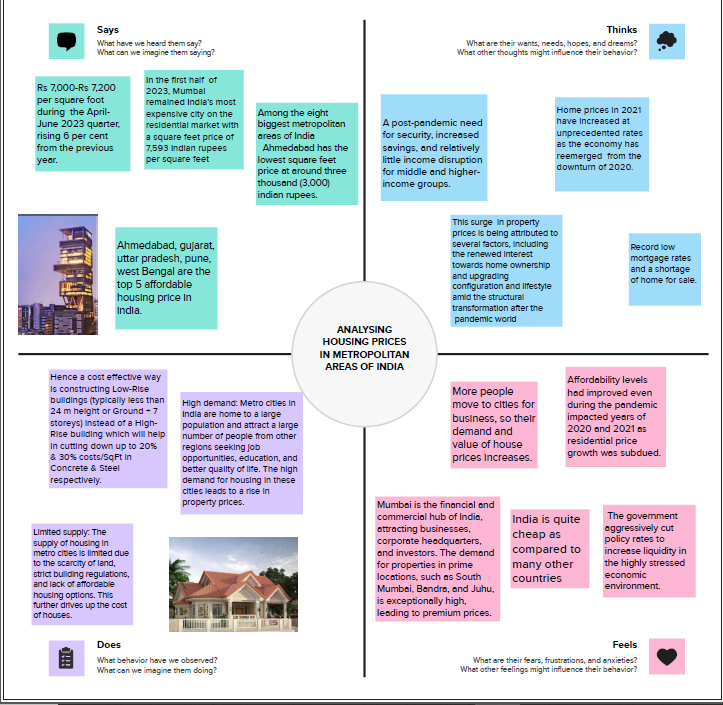 Says
What have we heard them say?
What can we imagine them saying?
Rs 7,000-Rs 7,200
per square foot
during the April-
June 2023 quarter,
rising 6 per cent
from the previous
year.
In the first half of
2023, Mumbai
remained India's most
expensive city on the
residential market with
a square feet price of
7,593 Indian rupees
per square feet
Among the eight
biggest metropolitan
areas of India
Ahmedabad has the
lowest square feet
price at around three
thousand (3,000)
indian rupees.
Ahmedabad, gujarat,
uttar pradesh, pune,
west Bengal are the
top 5 affordable
housing price in
India.
Thinks
What are their wants, needs, hopes, and dreams?
What other thoughts might influence their behavior?
A post-pandemic need
for security, increased
savings, and relatively
little income disruption
for middle and higher-
income groups.
Home prices in 2021
have increased at
unprecedented rates
as the economy has
reemerged from the
downturn of 2020.
This surge in property
prices is being attributed to
several factors, including
the renewed interest
towards home ownership
and upgrading
configuration and lifestyle
amid the structural
transformation after the
pandemic world
Record low
mortgage rates
and a shortage
of home for sale.
ANALYSING
HOUSING PRICES
IN METROPOLITAN
AREAS OF INDIA
Hence a cost effective way
is constructing Low-Rise
buildings (typically less than
24 m height or Ground + 7
storeys) instead of a High-
Rise building which will help
in cutting down up to 20%
& 30% costs/SqFt in
Concrete & Steel
respectively.
High demand: Metro cities in
India are home to a large
population and attract a large
number of people from other
regions seeking job
opportunities, education, and
better quality of life. The high
demand for housing in these
cities leads to a rise in
property prices.
Limited supply: The
supply of housing in
metro cities is limited due
to the scarcity of land,
strict building regulations,
and lack of affordable
housing options. This
further drives up the cost
of houses.
Does
What behavior have we observed?
What can we imagine them doing?
More people
move to cities for
business, so their
demand and
value of house
prices increases.
Affordability levels
had improved even
during the pandemic
impacted years of
2020 and 2021 as
residential price
growth was subdued.
Mumbai is the financial and
commercial hub of India,
attracting businesses,
corporate headquarters,
and investors. The demand
for properties in prime
locations, such as South
Mumbai, Bandra, and Juhu,
is exceptionally high,
leading to premium prices.
India is quite
cheap as
compared to
many other
countries
The government
aggressively cut
policy rates to
increase liquidity in
the highly stressed
economic
environment.
Feels
What are their fears, frustrations, and anxieties?
What other feelings might influence their behavior?